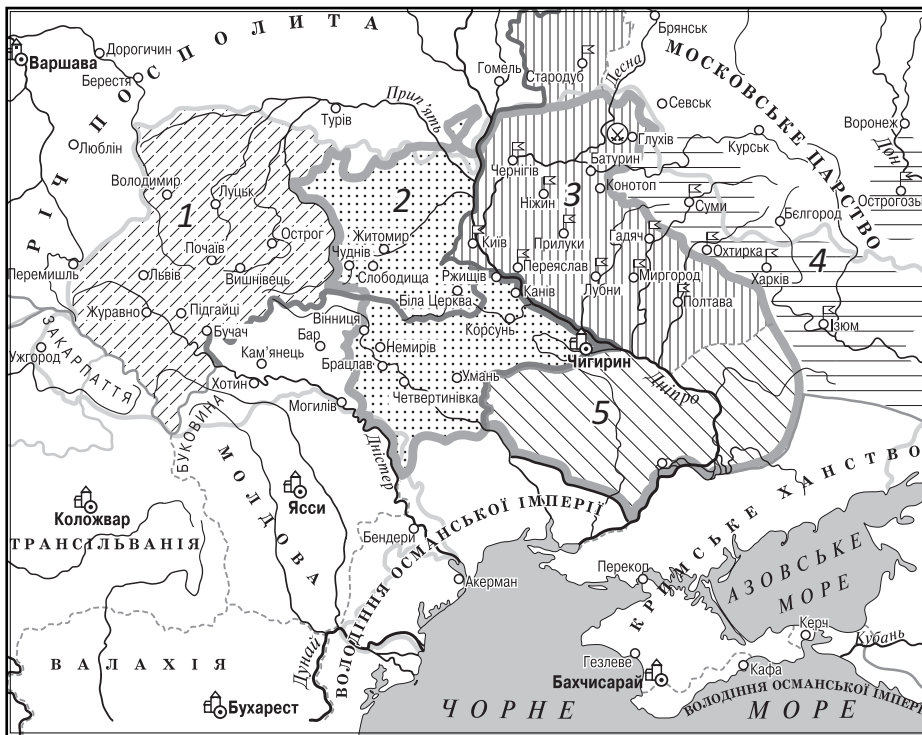 РІЧ ПОСПОЛИТА
МОСКОВСЬКЕ ЦАРСТВО
Варшава
Дорогичин
Берестя
Люблін
Володимир
Луцьк
1
Острог
Почаїв
Вишнівець
Перемишль
Львів
Журавно
Підгайці
Бучач
Турів
Прип'ять
Гомель
Стародуб
Десна
Брянськ
Севськ
Глухів
Воронеж
Дон
Курськ
Острогозь
2
Чернігів
3
Батурин
Конотоп
Ніжин
Суми
Бєлгород
Житомир
Чуднів
Слободища
Київ
Прилуки
Гадяч
Охтирка
4
Харків
Ржищів
Переяслав
Біла Церква
Канів
Лубни
Миргород
Полтава
Корсунь
Ізюм
ЗАКАРПАТТЯ
Ужгород
Бар
Вінниця
Кам'янець
Немирів
Брацлав
Чигирин
Умань
Хотин
Четвертинівка
Могилів
5
Дніпро
БУКОВИНА
МОЛДОВА
Дністер
Коложвар
ТРАНСІЛЬВАНІЯ
Ясси
Бендери
Акерман
ВОЛОДІННЯ ОСМАНСЬКОЇ ІМПЕРІЇ
КРИМСЬКЕ ХАНСТВО
Перекоп
АЗОВСЬКЕ
МОРЕ
Керч
Кубань
ВАЛАХІЯ
Дунай
Гезлеве
Бахчисарай
Кафа
Бухарест
ЧОРНЕ
МОРЕ
ВОЛОДІННЯ ОСМАНСЬКОЇ ІМПЕРІ